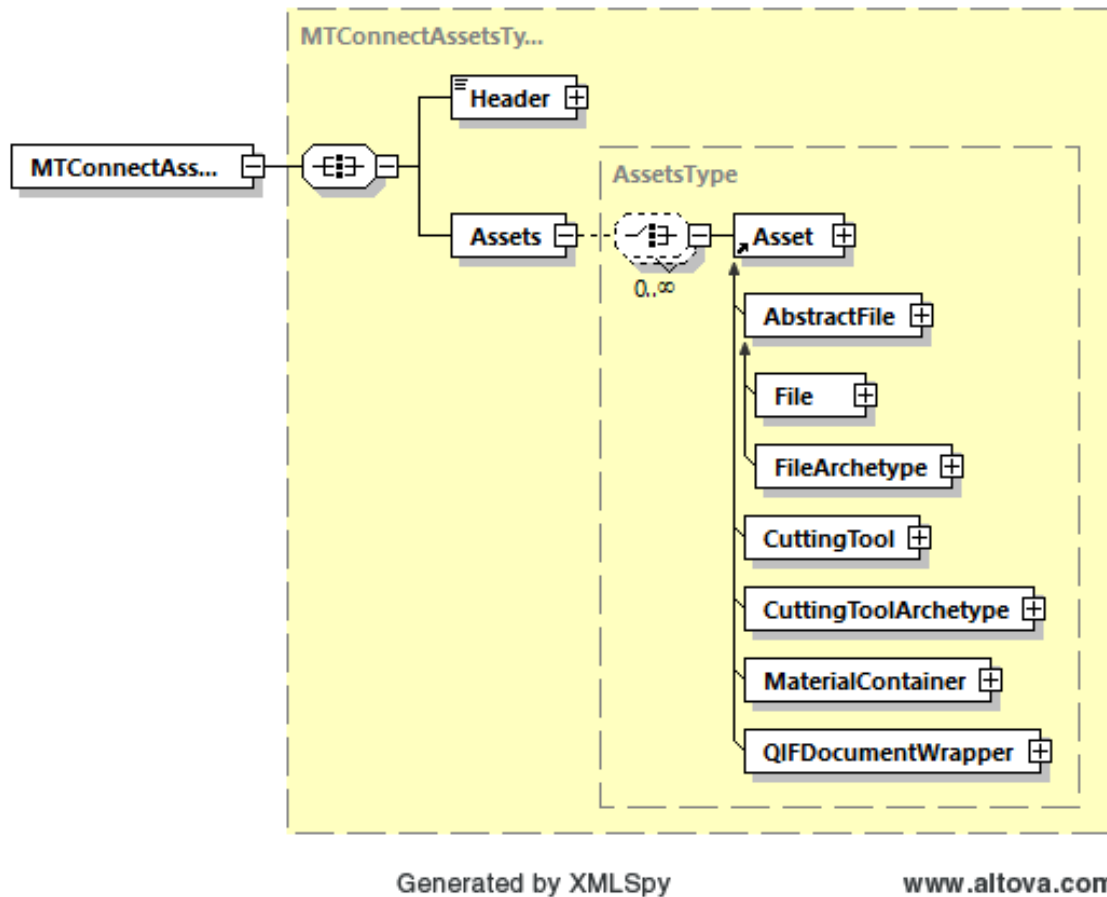 MTConnectAssetsTy...
Header
MTConnectAss...
AssetsType
Assets
Asset
0..∞
AbstractFile
File
FileArchetype
CuttingTool
CuttingToolArchetype
MaterialContainer
QIFDocumentWrapper
Generated by XMLSpy
www.altova.com